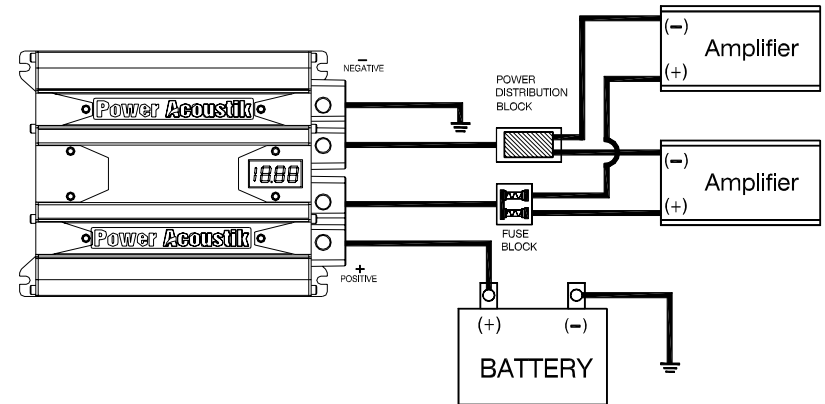 −
NEGATIVE
Power Acoustik
18.88
Power Acoustik
+
POSITIVE
POWER
DISTRIBUTION
BLOCK
FUSE
BLOCK
(−)
Amplifier
(+)
(−)
Amplifier
(+)
(+)
(−)
BATTERY